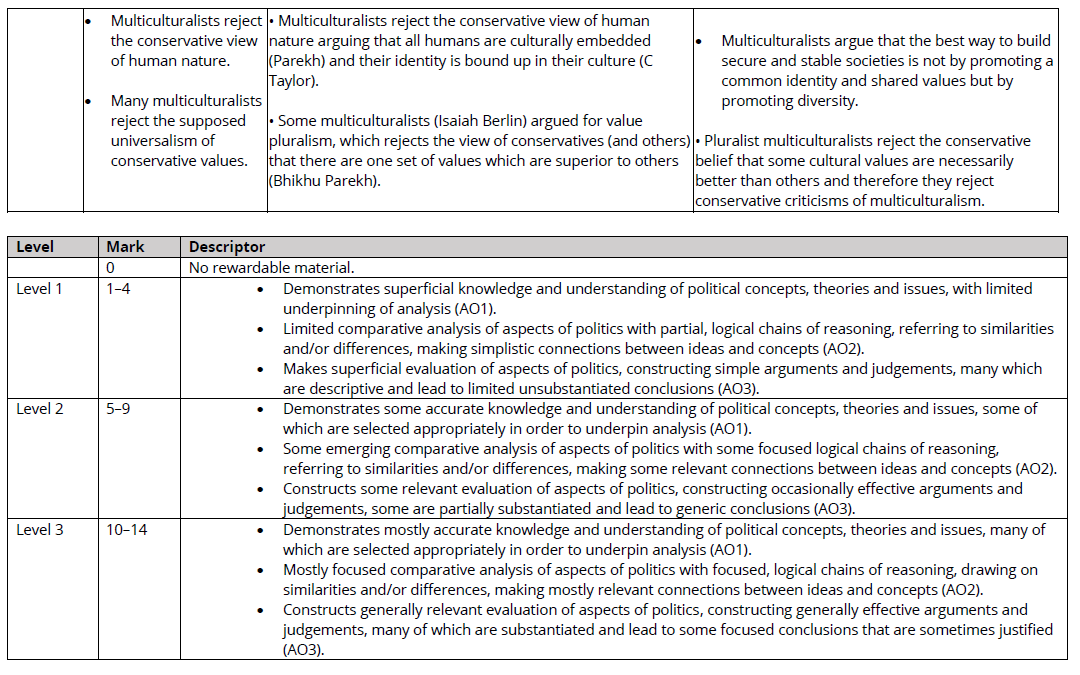 • Multiculturalists reject
the conservative view
of human nature.
• Many multiculturalists
reject the supposed
universalism of
conservative values.
• Multiculturalists reject the conservative view of human
nature arguing that all humans are culturally embedded
(Parekh) and their identity is bound up in their culture (C
Taylor).
• Some multiculturalists (Isaiah Berlin) argued for value
pluralism, which rejects the view of conservatives (and others)
that there are one set of values which are superior to others
(Bhikhu Parekh).
• Multiculturalists argue that the best way to build
secure and stable societies is not by promoting a
common identity and shared values but by
promoting diversity.
• Pluralist multiculturalists reject the conservative
belief that some cultural values are necessarily
better than others and therefore they reject
conservative criticisms of multiculturalism.
Level Mark Descriptor
0 No rewardable material.
Level 1 1–4 • Demonstrates superficial knowledge and understanding of political concepts, theories and issues, with limited
underpinning of analysis (AO1).
• Limited comparative analysis of aspects of politics with partial, logical chains of reasoning, referring to similarities
and/or differences, making simplistic connections between ideas and concepts (AO2).
• Makes superficial evaluation of aspects of politics, constructing simple arguments and judgements, many which
are descriptive and lead to limited unsubstantiated conclusions (AO3).
Level 2 5–9 • Demonstrates some accurate knowledge and understanding of political concepts, theories and issues, some of
which are selected appropriately in order to underpin analysis (AO1).
• Some emerging comparative analysis of aspects of politics with some focused logical chains of reasoning,
referring to similarities and/or differences, making some relevant connections between ideas and concepts (AO2).
• Constructs some relevant evaluation of aspects of politics, constructing occasionally effective arguments and
judgements, some are partially substantiated and lead to generic conclusions (AO3).
Level 3 10–14 • Demonstrates mostly accurate knowledge and understanding of political concepts, theories and issues, many of
which are selected appropriately in order to underpin analysis (AO1).
• Mostly focused comparative analysis of aspects of politics with focused, logical chains of reasoning, drawing on
similarities and/or differences, making mostly relevant connections between ideas and concepts (AO2).
• Constructs generally relevant evaluation of aspects of politics, constructing generally effective arguments and
judgements, many of which are substantiated and lead to some focused conclusions that are sometimes justified
(AO3).